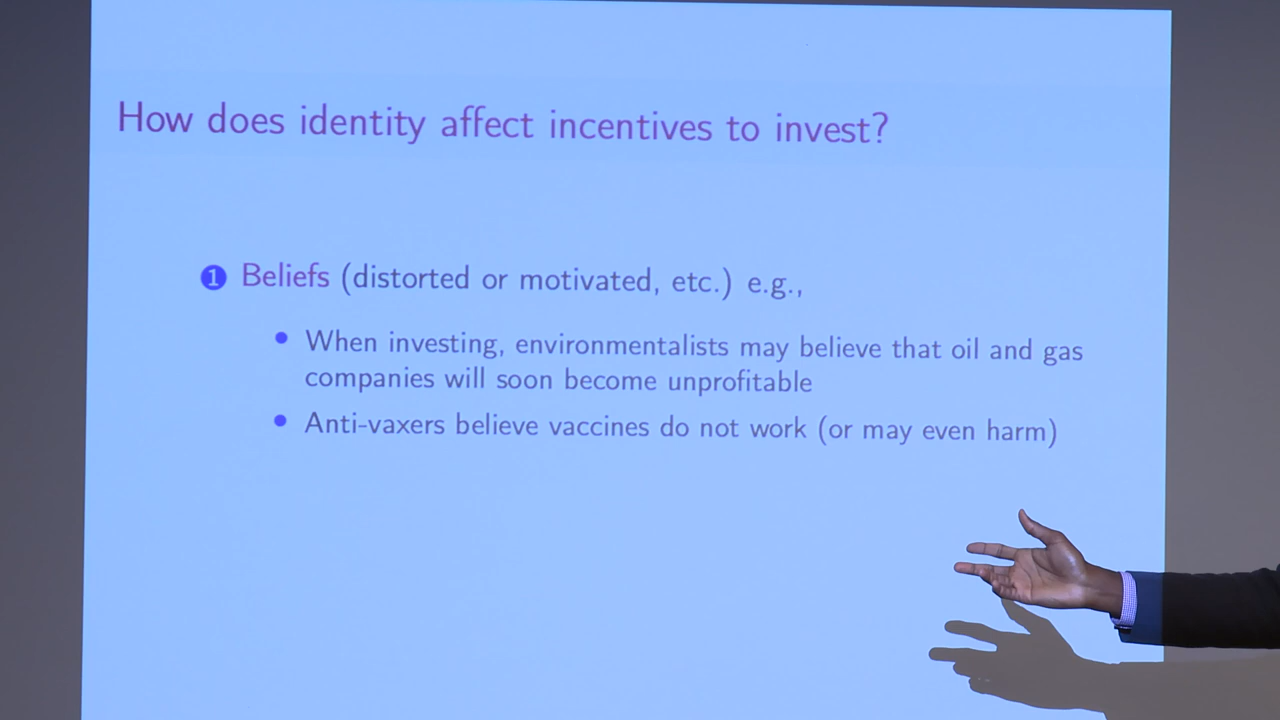 How does identity affect incentives to invest?
1 Beliefs (distorted or motivated, etc.) e.g.,
• When investing, environmentalists may believe that oil and gas
companies will soon become unprofitable
• Anti-vaxers believe vaccines do not work (or may even harm)